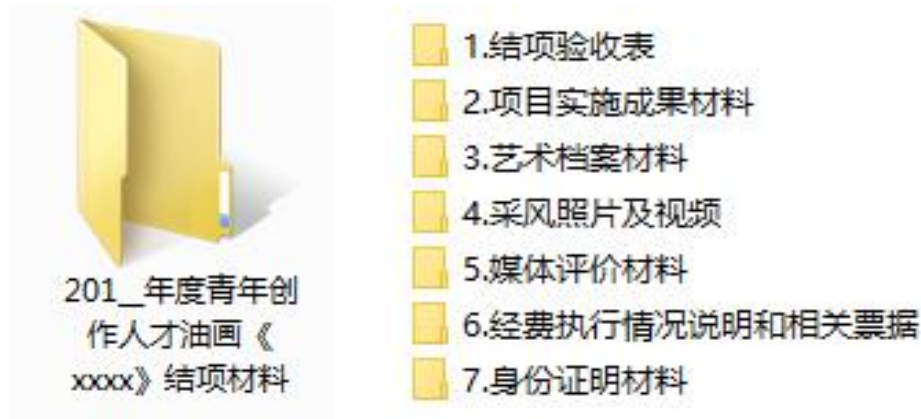 201__年度青年创
作人才油画《
xxxx》结项材料
1.结项验收表
2.项目实施成果材料
3.艺术档案材料
4.采风照片及视频
5.媒体评价材料
6.经费执行情况说明和相关票据
7.身份证明材料